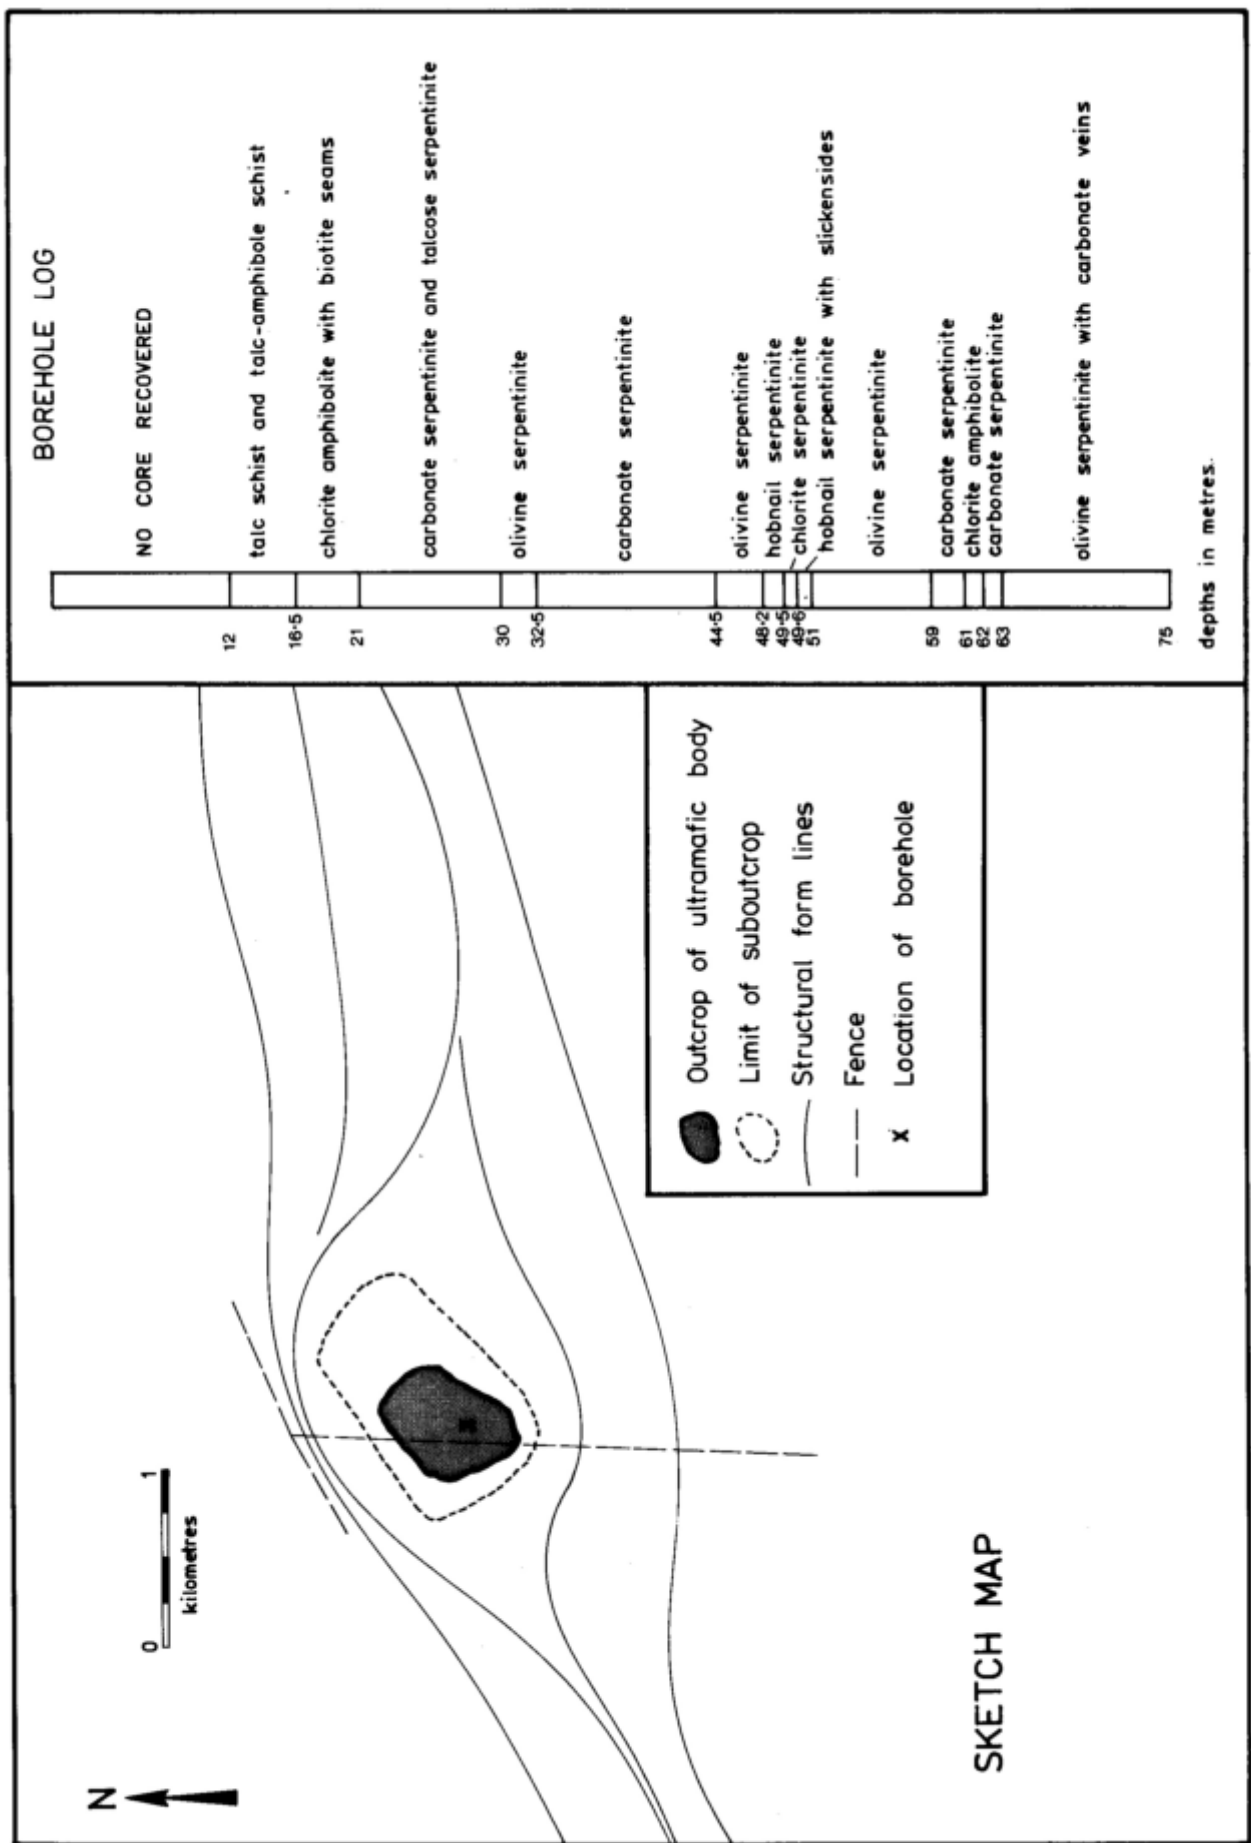 BOREHOLE LOG
NO CORE RECOVERED
12
talc schist and talc-amphibole schist
16·5
chlorite amphibolite with biotite seams
21
carbonate serpentinite and talcose serpentinite
30
olivine serpentinite
32·5
carbonate serpentinite
44·5
olivine serpentinite
48·2
hobnail serpentinite
49·5
chlorite serpentinite
49·6
hobnail serpentinite with slickensides
51
olivine serpentinite
59
carbonate serpentinite
61
chlorite amphibolite
62
carbonate serpentinite
63
olivine serpentinite with carbonate veins
75
depths in metres.
N
0 1
kilometres
x
Outcrop of ultramafic body
Limit of suboutcrop
Structural form lines
Fence
x Location of borehole
SKETCH MAP